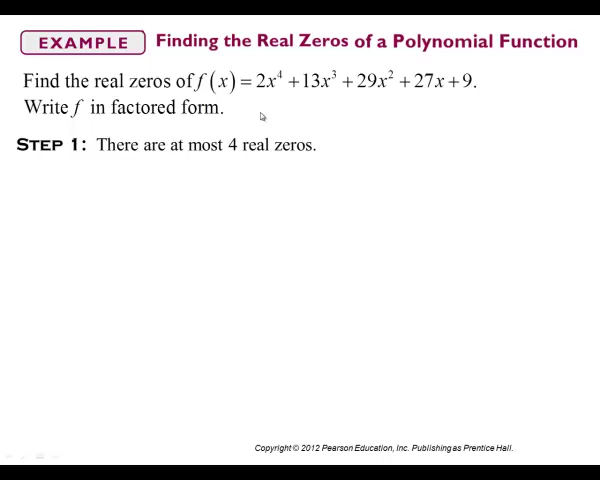 EXAMPLE Finding the Real Zeros of a Polynomial Function
Find the real zeros of f(x) = 2x⁴ + 13x³ + 29x² + 27x + 9.
Write f in factored form.
STEP 1: There are at most 4 real zeros.
Copyright © 2012 Pearson Education, Inc. Publishing as Prentice Hall.